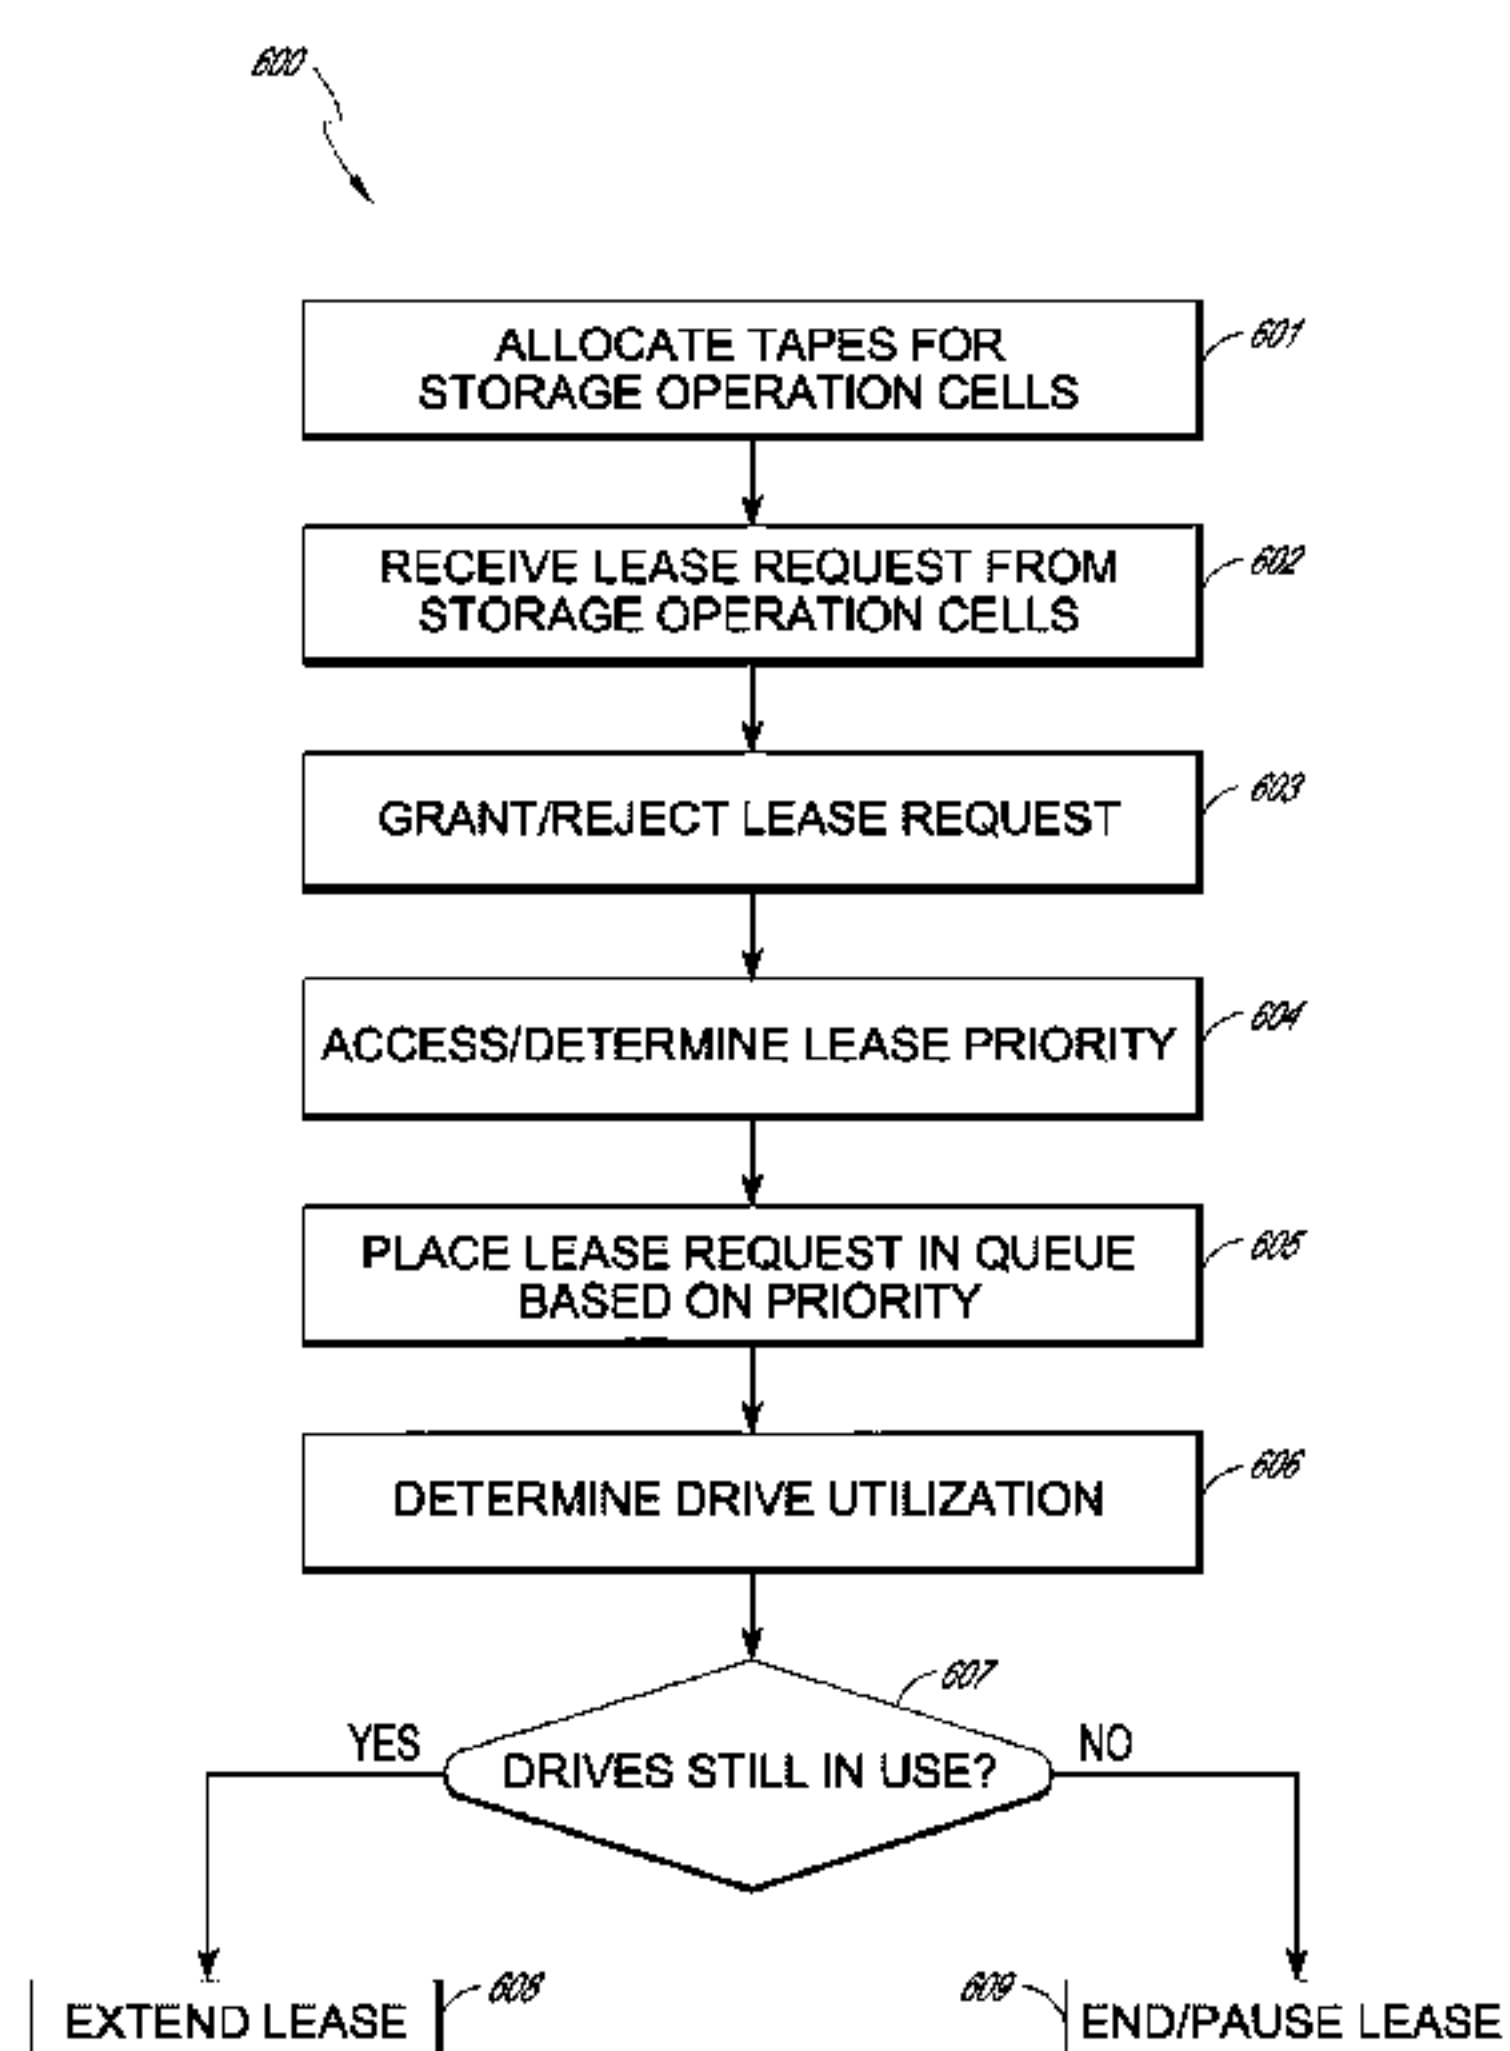 600
ALLOCATE TAPES FOR
STORAGE OPERATION CELLS
601
RECEIVE LEASE REQUEST FROM
STORAGE OPERATION CELLS
602
GRANT/REJECT LEASE REQUEST
603
ACCESS/DETERMINE LEASE PRIORITY
604
PLACE LEASE REQUEST IN QUEUE
BASED ON PRIORITY
605
DETERMINE DRIVE UTILIZATION
606
607
YES
DRIVES STILL IN USE?
NO
EXTEND LEASE
608
609
END/PAUSE LEASE